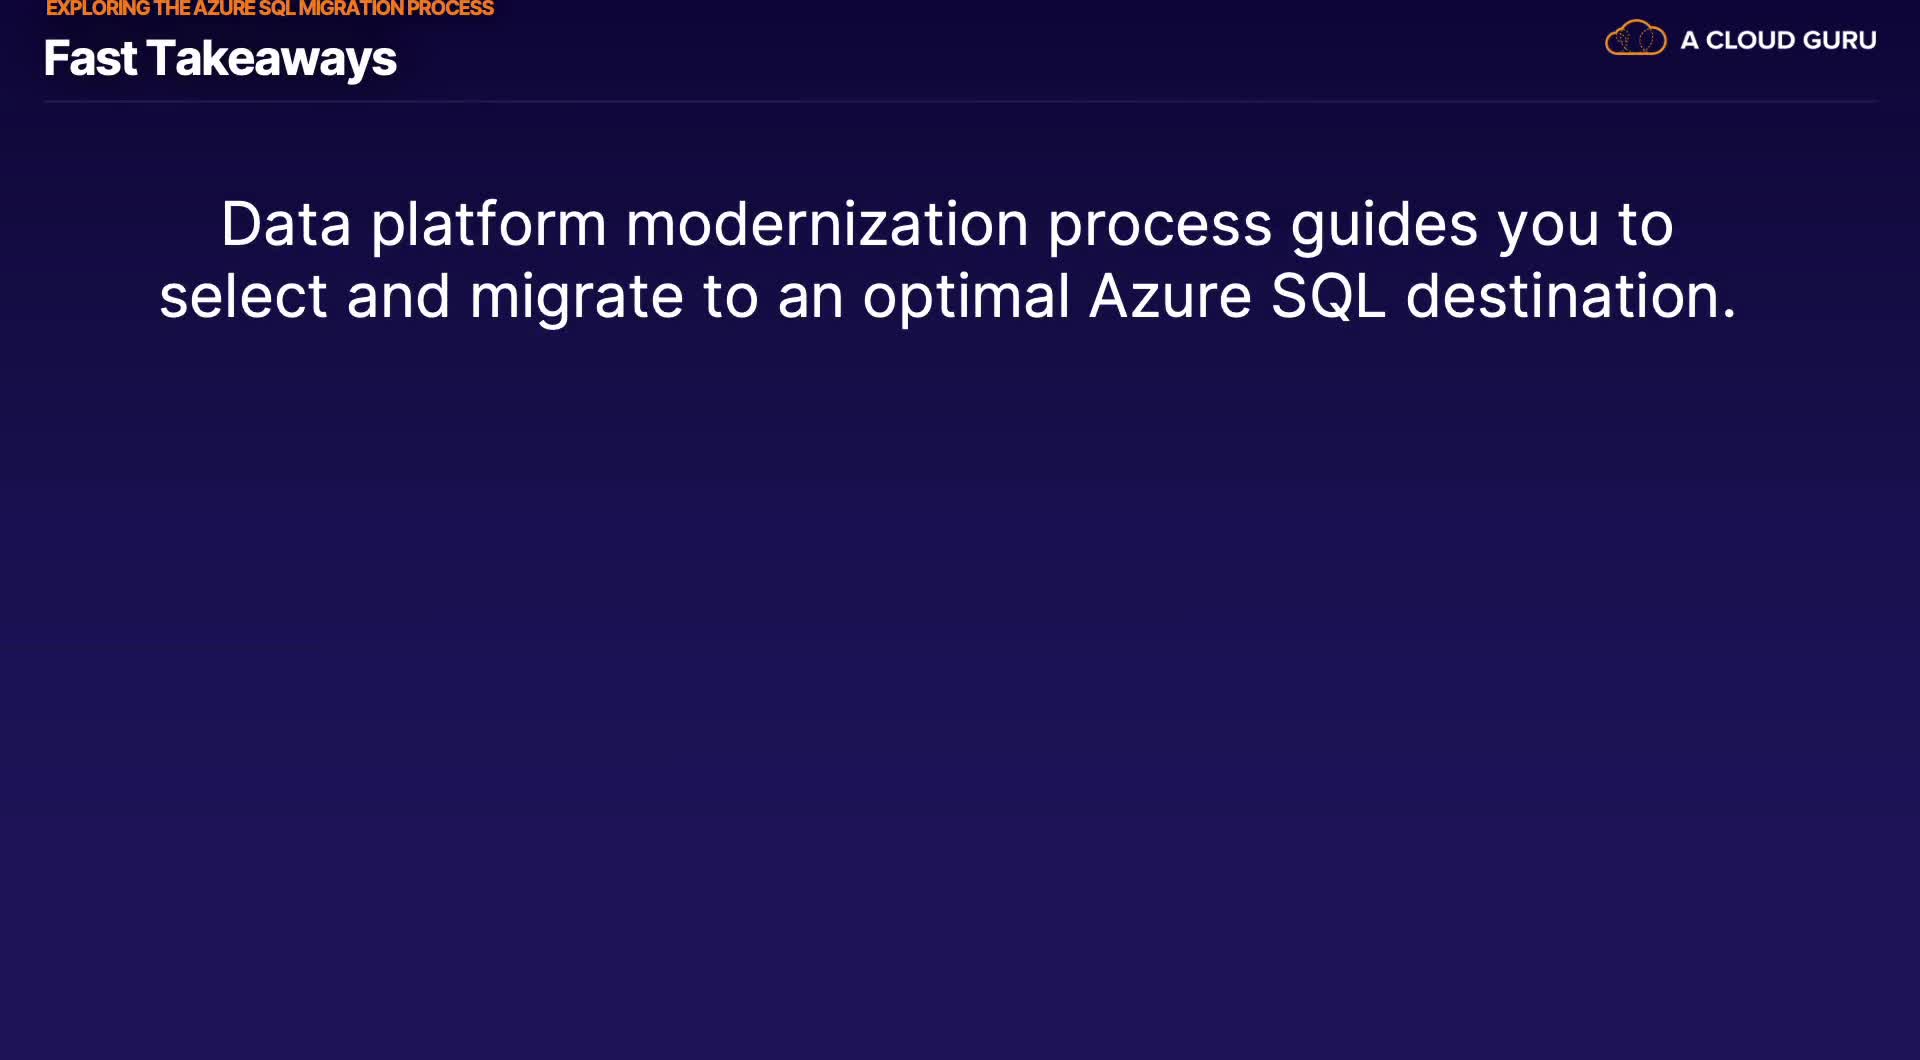 EXPLORING THE AZURE SQL MIGRATION PROCESS
Fast Takeaways
A CLOUD GURU
Data platform modernization process guides you to
select and migrate to an optimal Azure SQL destination.